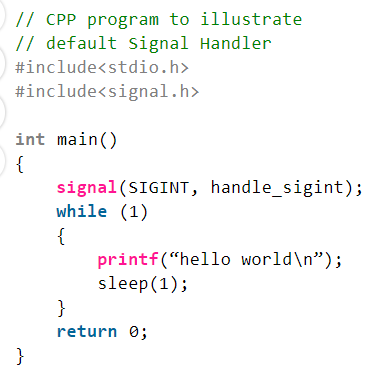 // CPP program to illustrate
// default Signal Handler
#include<stdio.h>
#include<signal.h>

int main()
{
    signal(SIGINT, handle_sigint);
    while (1)
    {
        printf(“hello world\n”);
        sleep(1);
    }
    return 0;
}